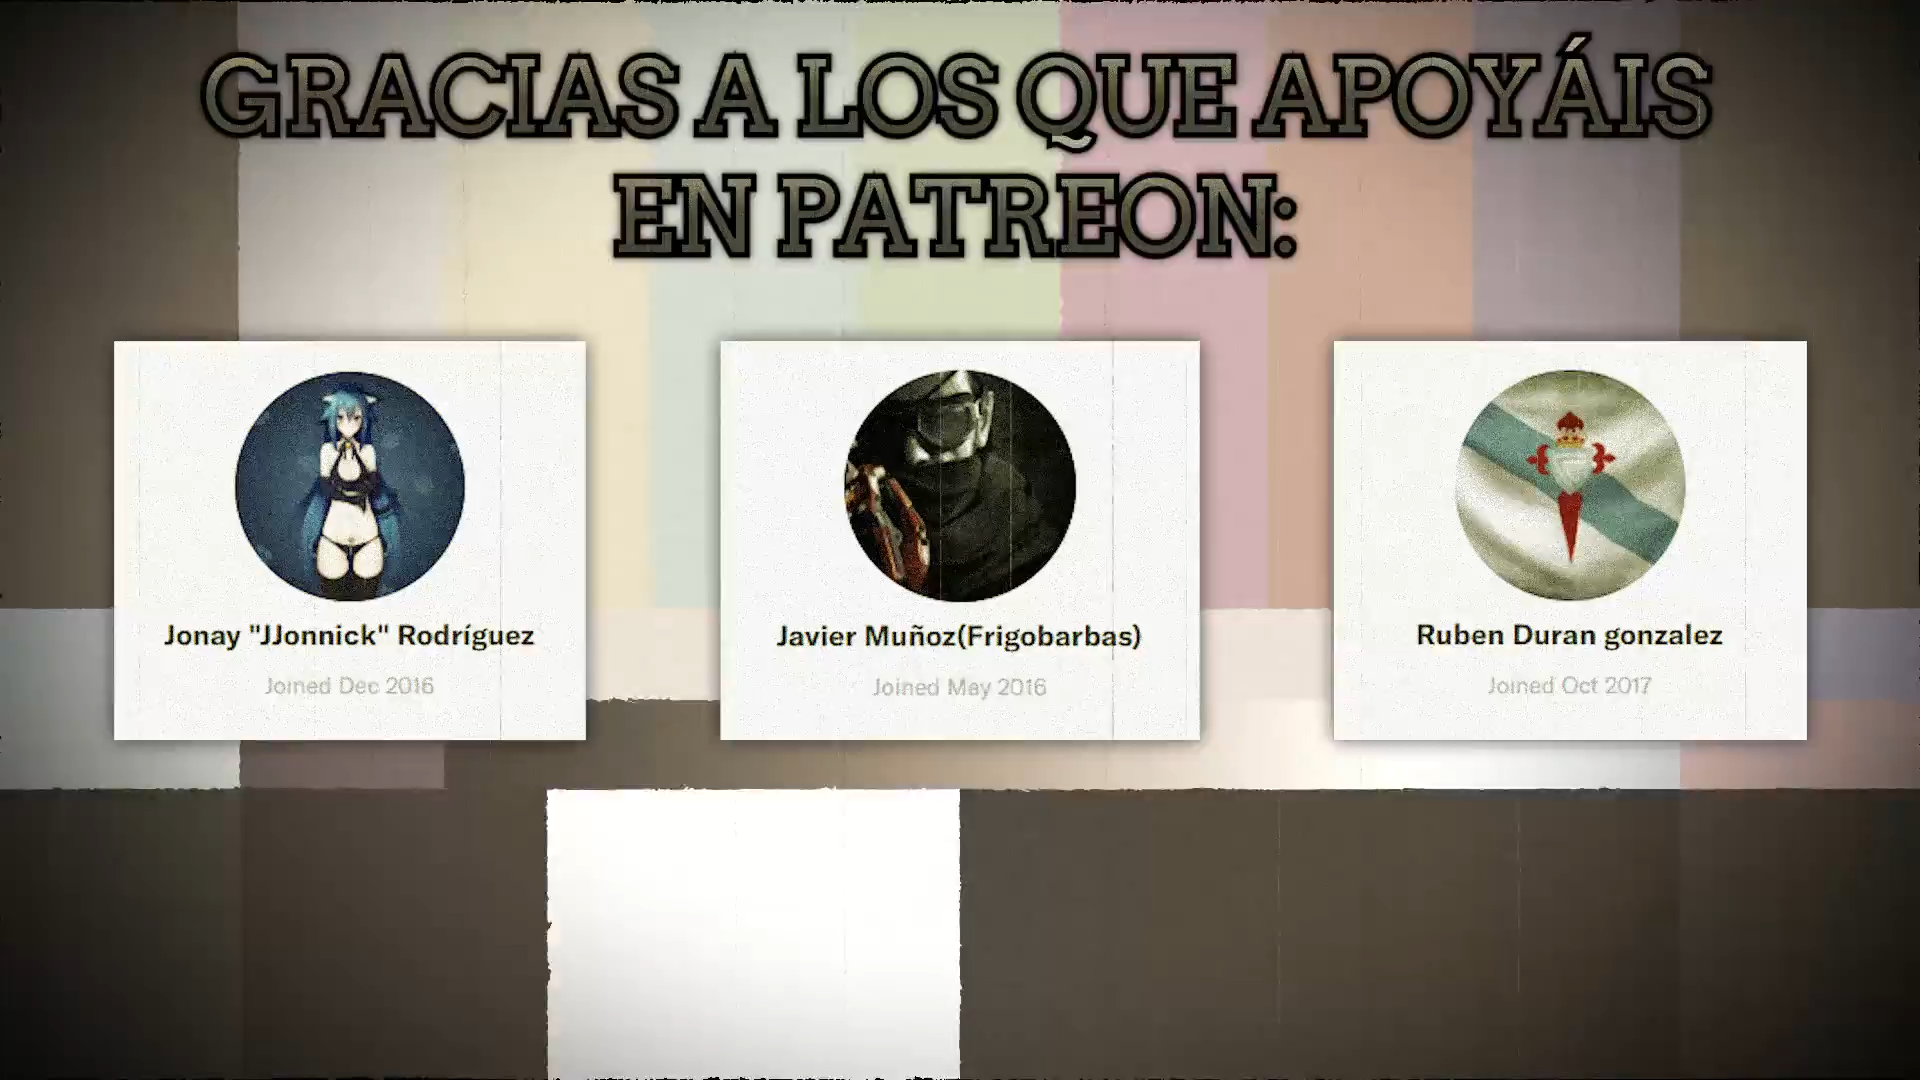 GRACIAS A LOS QUE APOYÁIS
EN PATREON:
Jonay "JJonnick" Rodríguez
Joined Dec 2016
Javier Muñoz(Frigobarbas)
Joined May 2016
Ruben Duran gonzalez
Joined Oct 2017